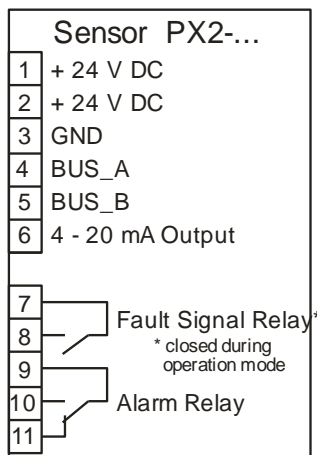 Sensor PX2-...
1 + 24 V DC
2 + 24 V DC
3 GND
4 BUS_A
5 BUS_B
6 4 - 20 mA Output
7
Fault Signal Relay*
8
* closed during
operation mode
9
10 Alarm Relay
11